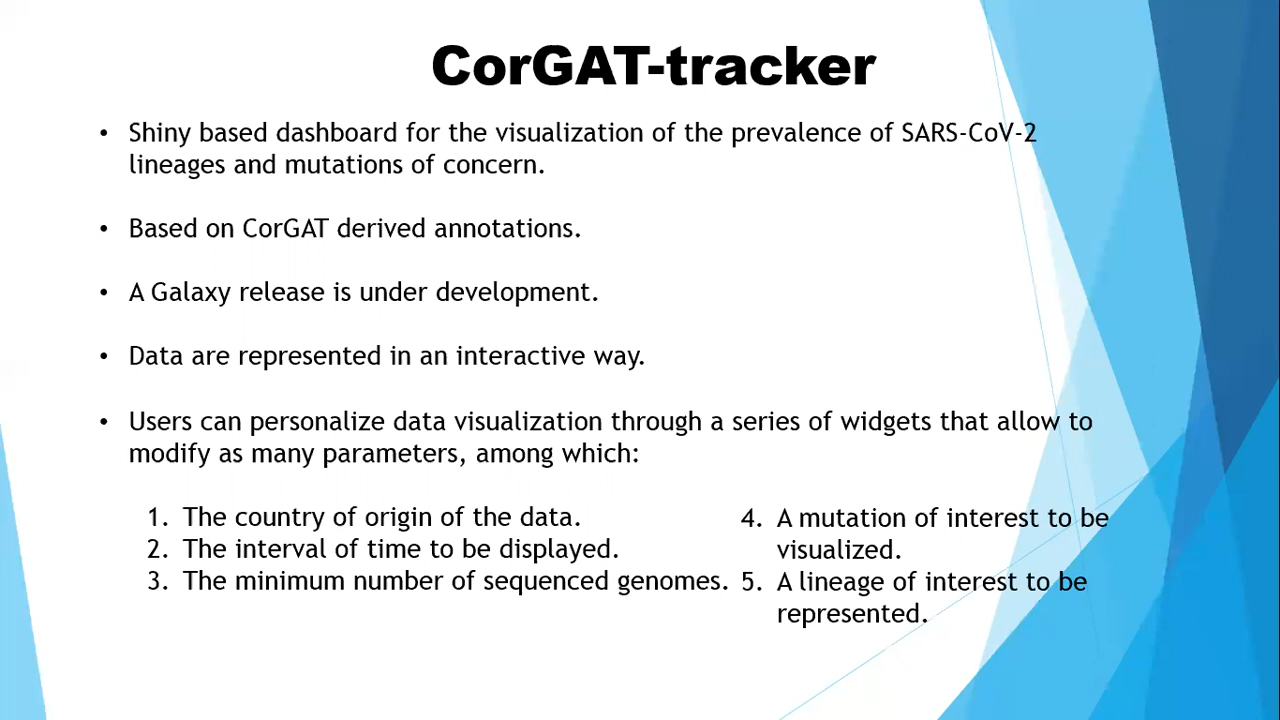 CorGAT-tracker
• Shiny based dashboard for the visualization of the prevalence of SARS-CoV-2
lineages and mutations of concern.
• Based on CorGAT derived annotations.
• A Galaxy release is under development.
• Data are represented in an interactive way.
• Users can personalize data visualization through a series of widgets that allow to
modify as many parameters, among which:
1. The country of origin of the data.
2. The interval of time to be displayed.
3. The minimum number of sequenced genomes.
4. A mutation of interest to be
visualized.
5. A lineage of interest to be
represented.